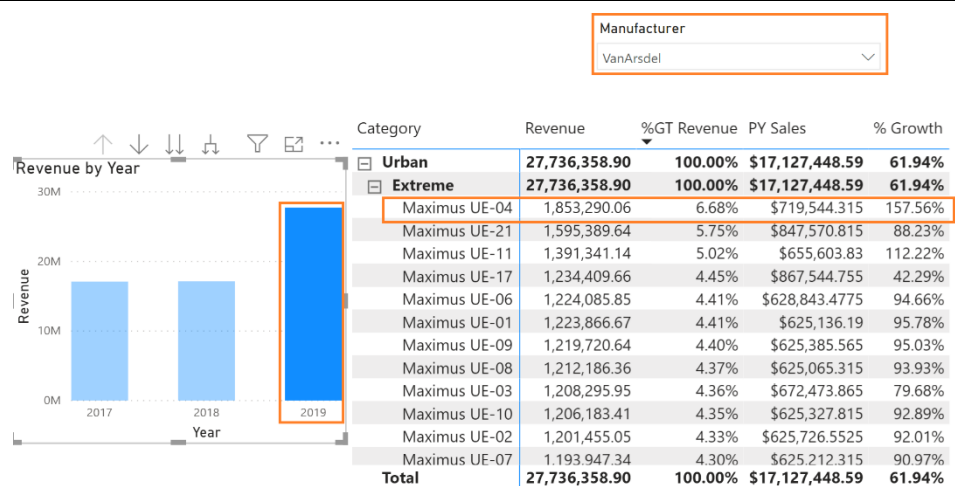 Manufacturer
VanArsdel
Revenue by Year
30M
20M
10M
0M
Revenue
2017 2018 2019
Year
Category Revenue %GT Revenue PY Sales % Growth
Urban 27,736,358.90 100.00% $17,127,448.59 61.94%
Extreme 27,736,358.90 100.00% $17,127,448.59 61.94%
Maximus UE-04 1,853,290.06 6.68% $719,544.315 157.56%
Maximus UE-21 1,595,389.64 5.75% $847,570.815 88.23%
Maximus UE-11 1,391,341.14 5.02% $655,603.83 112.22%
Maximus UE-17 1,234,409.66 4.45% $867,544.755 42.29%
Maximus UE-06 1,224,085.85 4.41% $628,843.4775 94.66%
Maximus UE-01 1,223,866.67 4.41% $625,136.19 95.78%
Maximus UE-09 1,219,720.64 4.40% $625,385.565 95.03%
Maximus UE-08 1,212,186.36 4.37% $625,065.315 93.93%
Maximus UE-03 1,208,295.95 4.36% $672,473.865 79.68%
Maximus UE-10 1,206,183.41 4.35% $625,327.815 92.89%
Maximus UE-02 1,201,455.05 4.33% $625,726.5525 92.01%
Maximus UE-07 1,193,947.34 4.30% $625,212.315 90.97%
Total 27,736,358.90 100.00% $17,127,448.59 61.94%